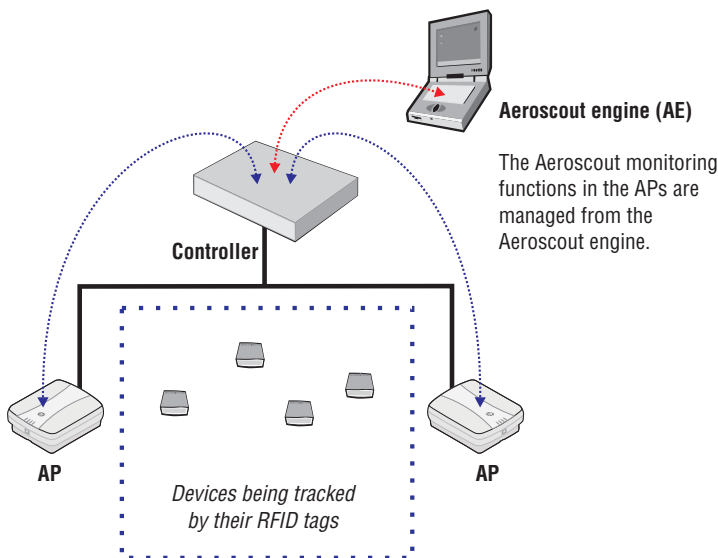 Aeroscout engine (AE)
The Aeroscout monitoring
functions in the APs are
managed from the
Aeroscout engine.
Controller
AP
AP
Devices being tracked
by their RFID tags